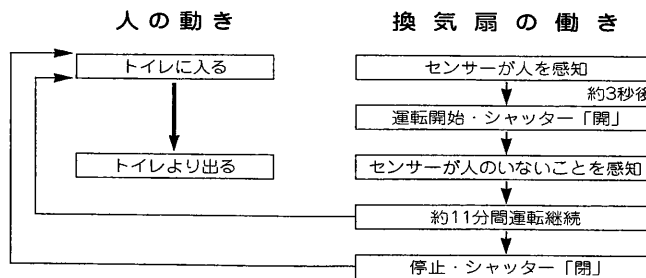 人の動き
換気扇の働き
トイレに入る
センサーが人を感知
約3秒後
運転開始・シャッター「開」
トイレより出る
センサーが人のいないことを感知
約11分間運転継続
停止・シャッター「閉」